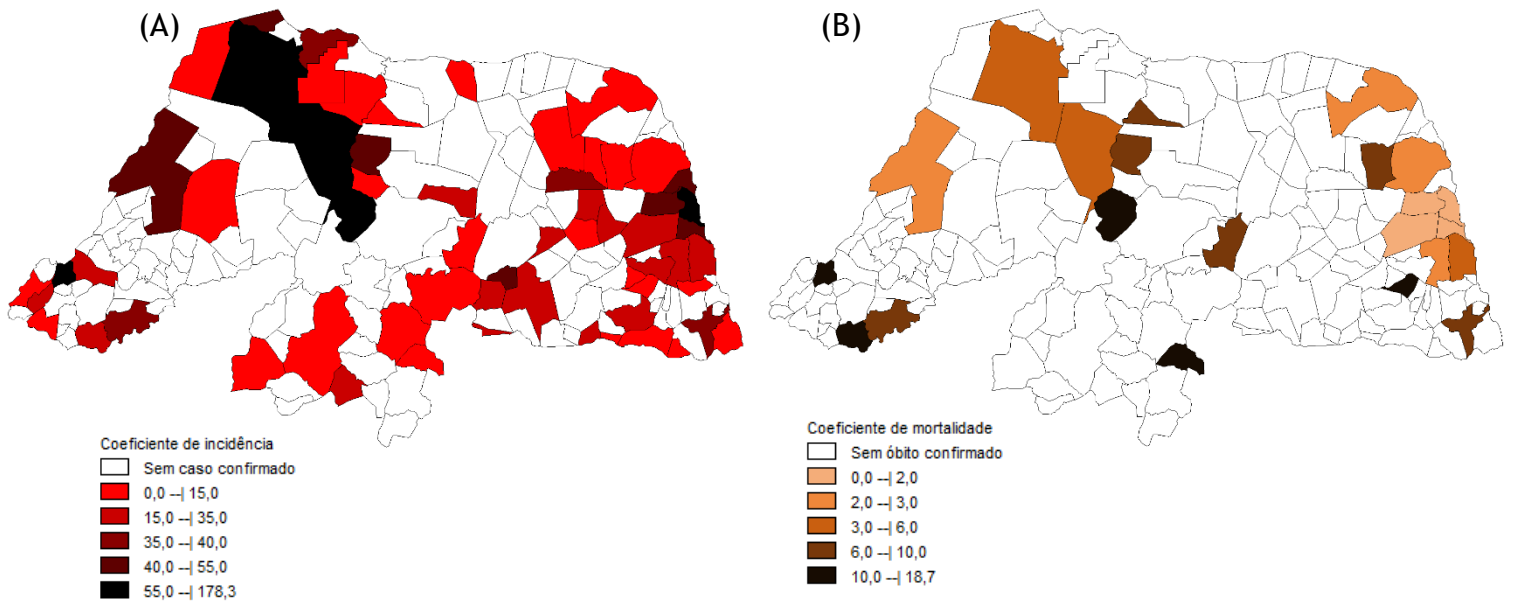 (A)
(B)
Coeficiente de incidência
Sem caso confirmado
0,0 --| 15,0
15,0 --| 35,0
35,0 --| 40,0
40,0 --| 55,0
55,0 --| 178,3
Coeficiente de mortalidade
Sem óbito confirmado
0,0 --| 2,0
2,0 --| 3,0
3,0 --| 6,0
6,0 --| 10,0
10,0 --| 18,7